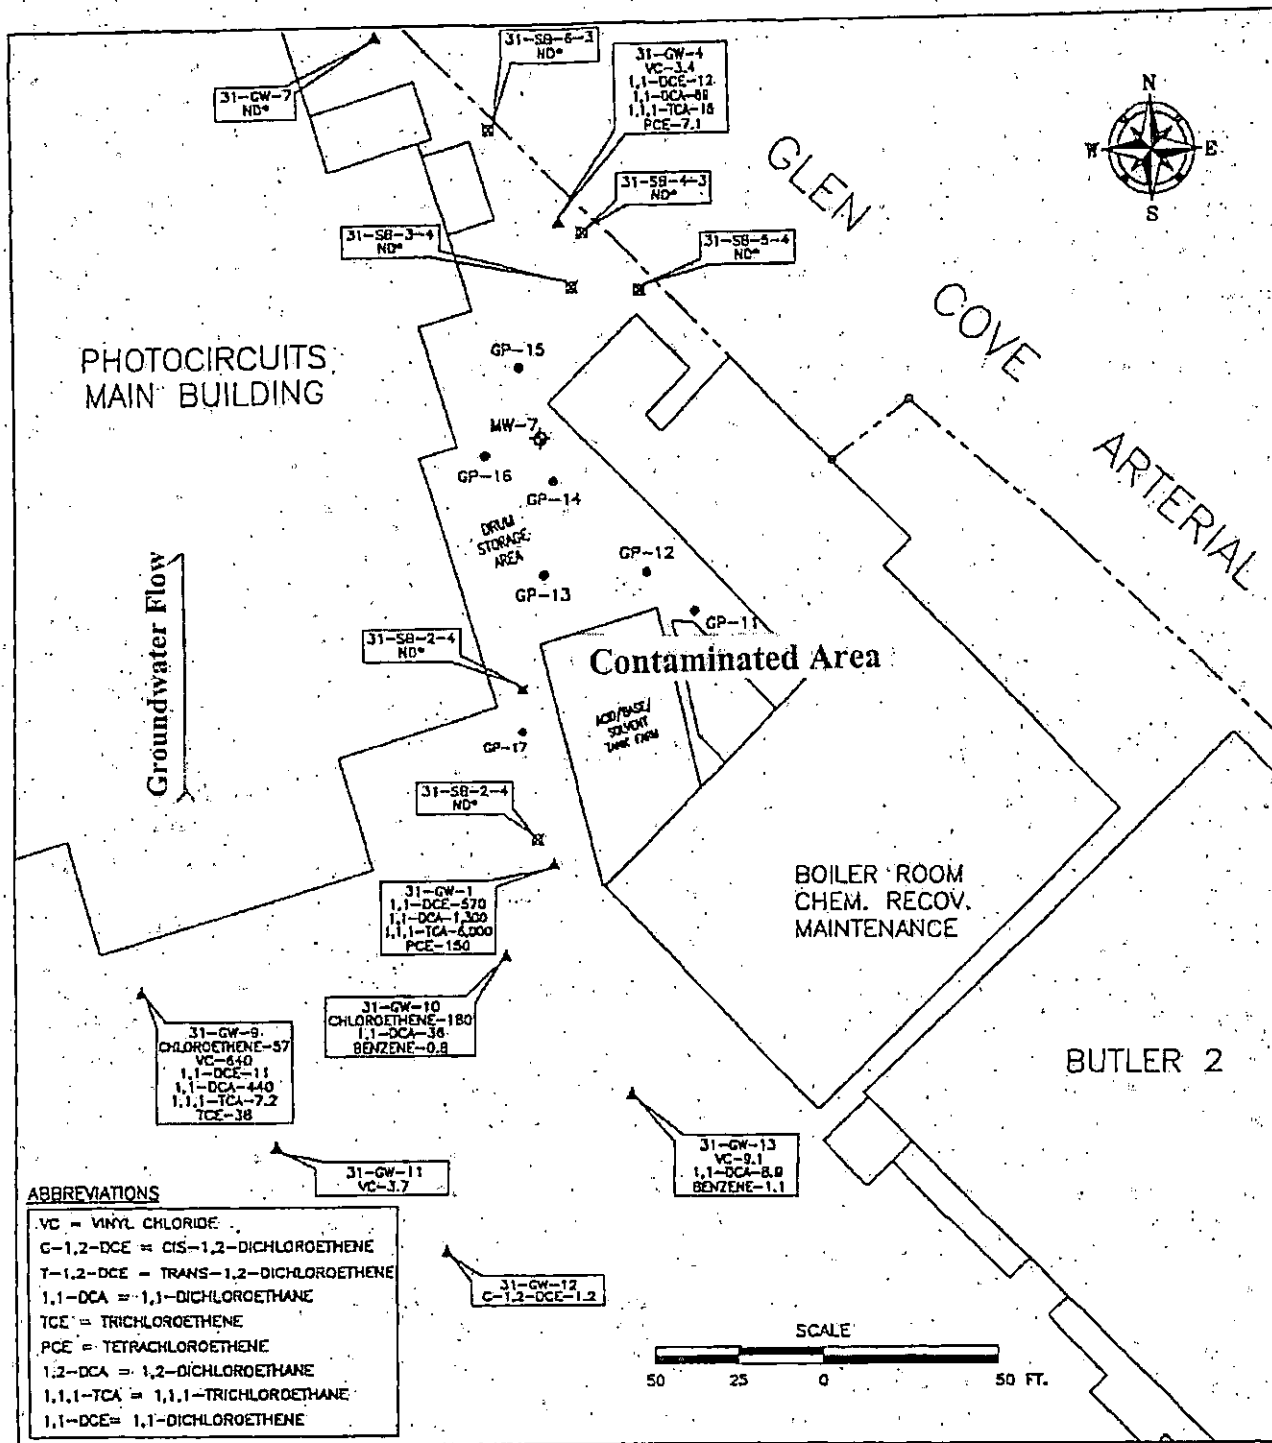 31-SB-6-3
ND*
31-GW-4
VC-3.4
1,1-DCE-12
1,1-DCA-69
1,1,1-TCA-16
PCE-7.1
31-GW-7
ND*
N
W
E
S
GLEN
COVE
ARTERIAL
31-SB-4-3
ND*
31-SB-3-4
ND*
31-SB-5-4
ND*
PHOTOCIRCUITS
MAIN BUILDING
GP-15
MW-7
GP-16
GP-14
DRUM
STORAGE
AREA
GP-12
GP-13
GP-11
Groundwater Flow
31-SB-2-4
ND*
Contaminated Area
ACID/BASE/
SOLVENT
TANK FARM
GP-17
31-SB-2-4
ND*
31-GW-1
1,1-DCE-570
1,1-DCA-1,300
1,1,1-TCA-6,000
PCE-150
BOILER ROOM
CHEM. RECOV.
MAINTENANCE
31-GW-10
CHLOROETHENE-180
1,1-DCA-36
BENZENE-0.8
31-GW-9
CHLOROETHENE-57
VC-640
1,1-DCE-11
1,1-DCA-440
1,1,1-TCA-7.2
TCE-38
BUTLER 2
31-GW-13
VC-9.1
1,1-DCA-8.9
BENZENE-1.1
31-GW-11
VC-3.7
31-GW-12
C-1,2-DCE-1.2
ABBREVIATIONS
VC = VINYL CHLORIDE
C-1,2-DCE = CIS-1,2-DICHLOROETHENE
T-1,2-DCE = TRANS-1,2-DICHLOROETHENE
1,1-DCA = 1,1-DICHLOROETHANE
TCE = TRICHLOROETHENE
PCE = TETRACHLOROETHENE
1,2-DCA = 1,2-DICHLOROETHANE
1,1,1-TCA = 1,1,1-TRICHLOROETHANE
1,1-DCE= 1,1-DICHLOROETHENE
SCALE
50 25 0 50 FT.